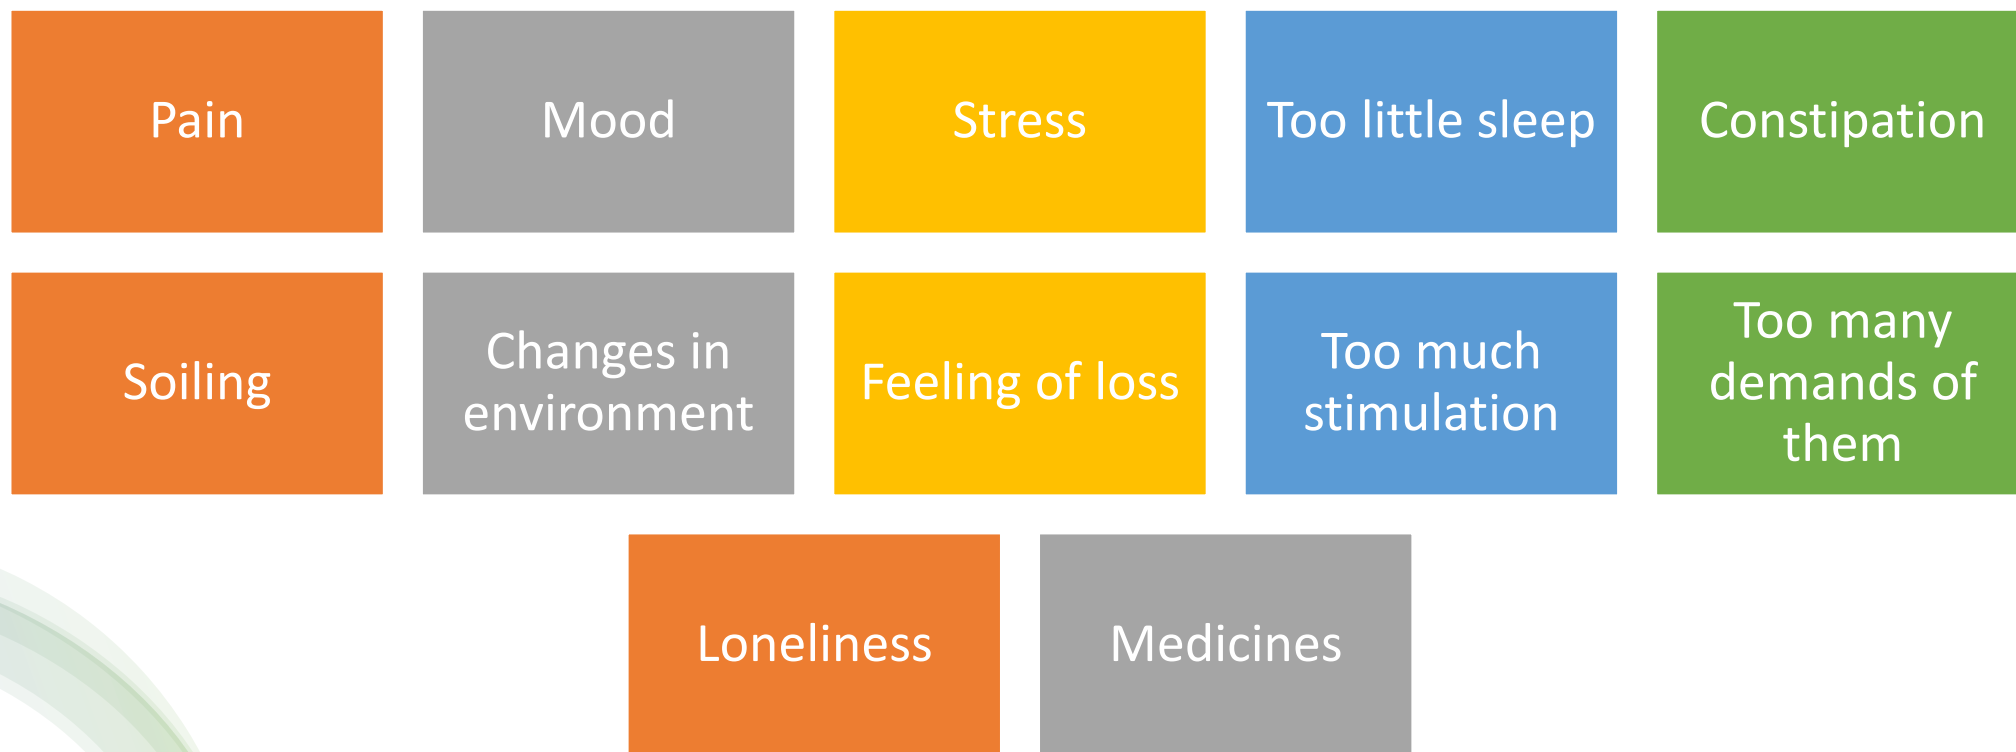 Pain
Mood
Stress
Too little sleep
Constipation
Soiling
Changes in
environment
Feeling of loss
Too much
stimulation
Too many
demands of
them
Loneliness
Medicines